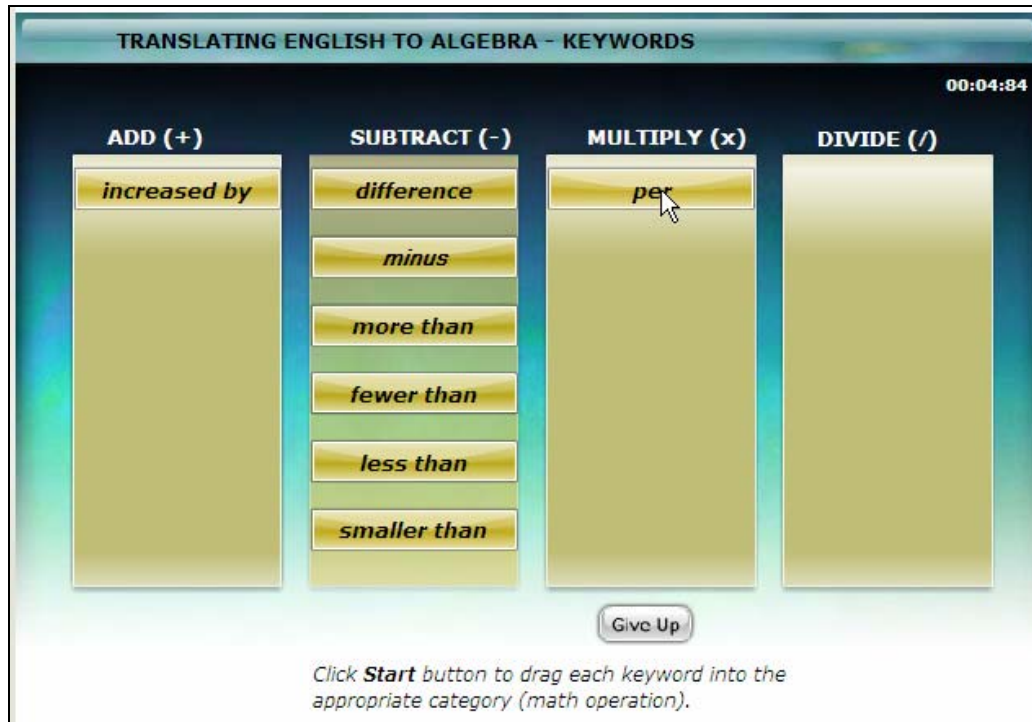 TRANSLATING ENGLISH TO ALGEBRA - KEYWORDS
00:04:84
ADD (+) SUBTRACT (-) MULTIPLY (x) DIVIDE (/)
increased by difference per
minus
more than
fewer than
less than
smaller than
Give Up
Click Start button to drag each keyword into the
appropriate category (math operation).